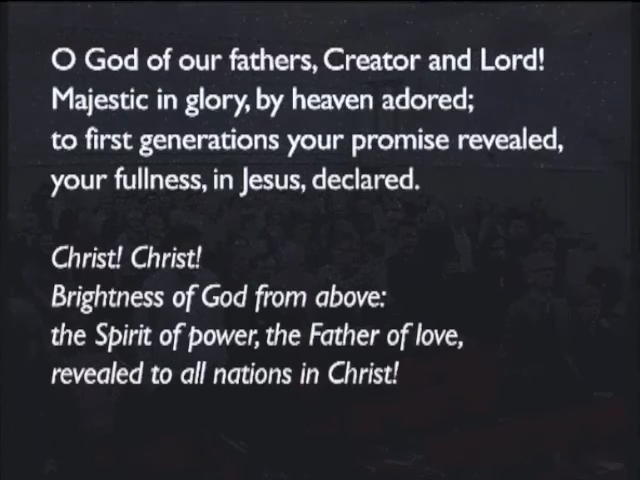 O God of our fathers, Creator and Lord!
Majestic in glory, by heaven adored;
to first generations your promise revealed,
your fullness, in Jesus, declared.
Christ! Christ!
Brightness of God from above:
the Spirit of power, the Father of love,
revealed to all nations in Christ!